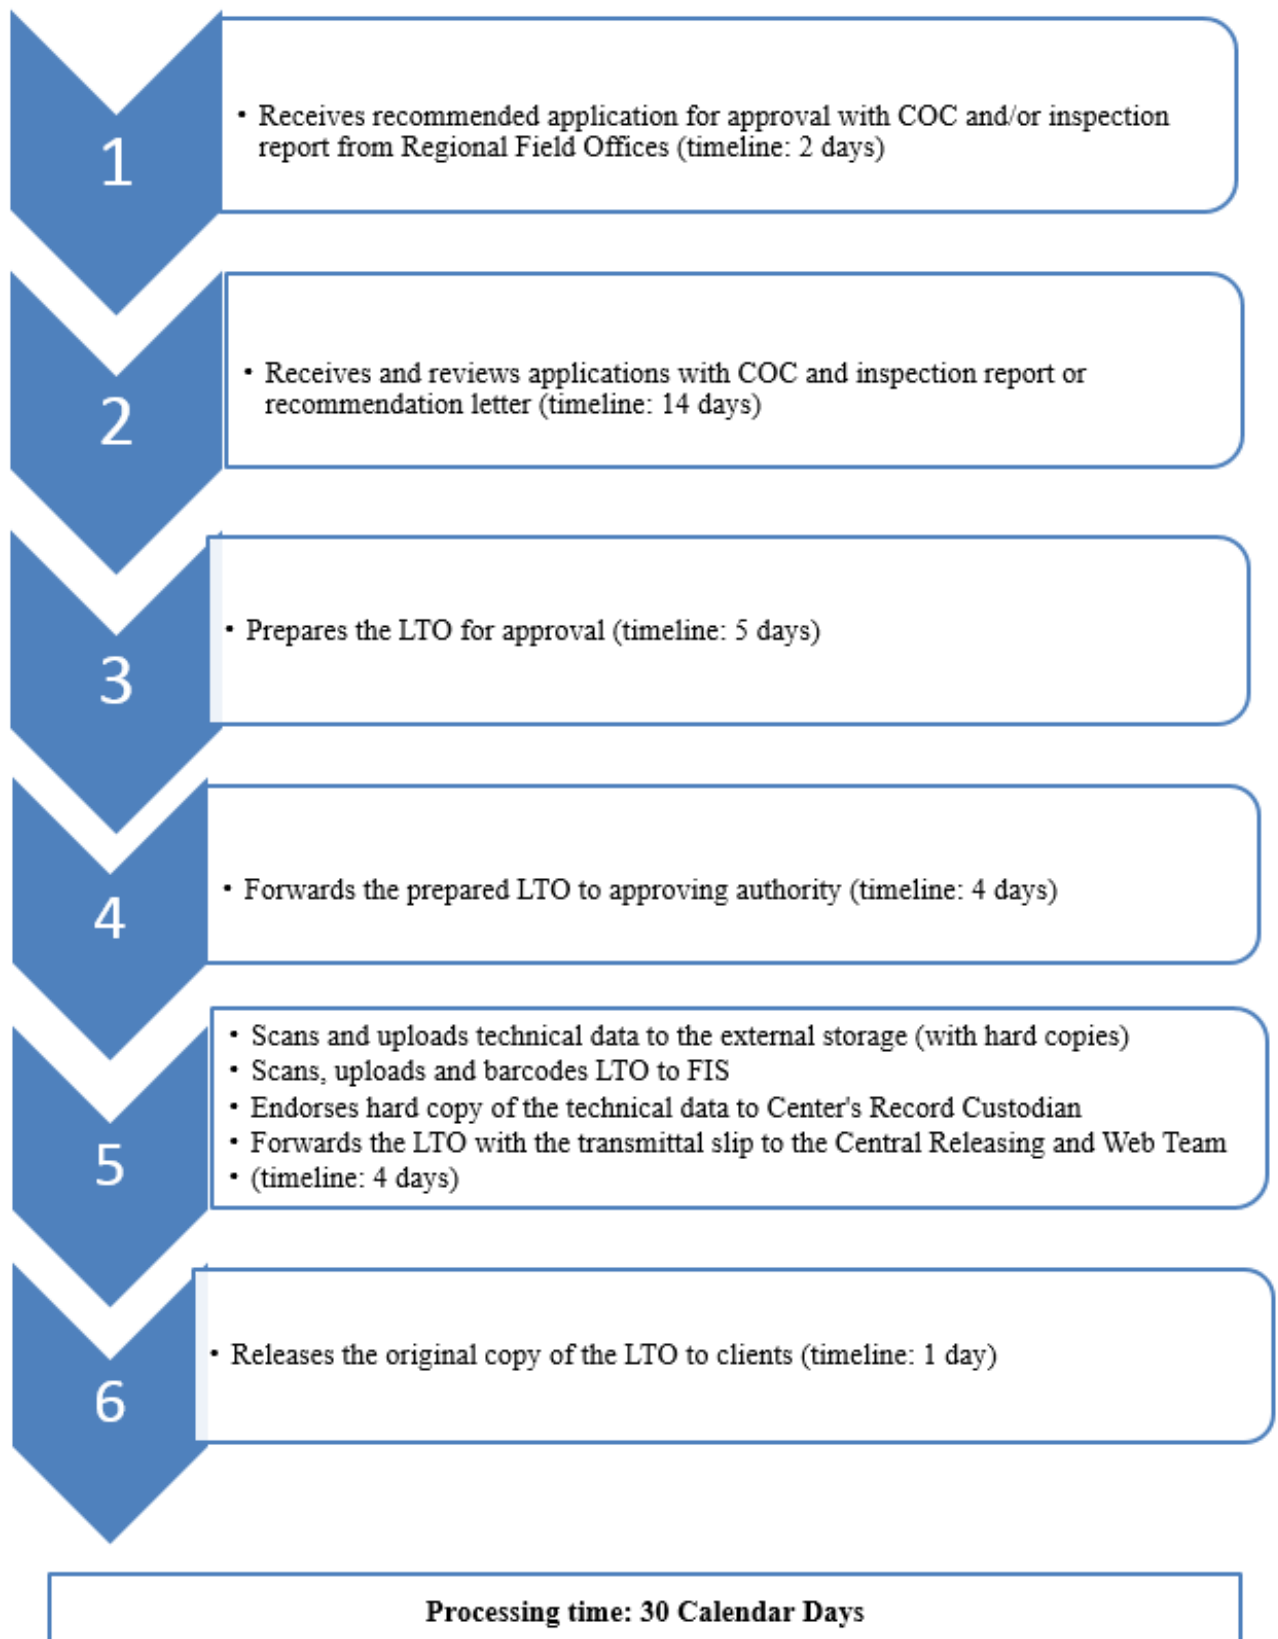 1
• Receives recommended application for approval with COC and/or inspection
report from Regional Field Offices (timeline: 2 days)
2
• Receives and reviews applications with COC and inspection report or
recommendation letter (timeline: 14 days)
3
• Prepares the LTO for approval (timeline: 5 days)
4
• Forwards the prepared LTO to approving authority (timeline: 4 days)
5
• Scans and uploads technical data to the external storage (with hard copies)
• Scans, uploads and barcodes LTO to FIS
• Endorses hard copy of the technical data to Center's Record Custodian
• Forwards the LTO with the transmittal slip to the Central Releasing and Web Team
• (timeline: 4 days)
6
• Releases the original copy of the LTO to clients (timeline: 1 day)
Processing time: 30 Calendar Days